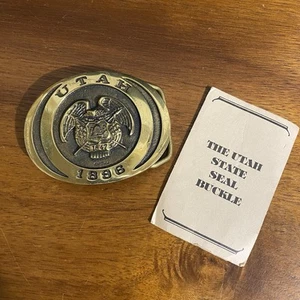 UTAH
1896
THE UTAH
STATE
SEAL
BUCKLE